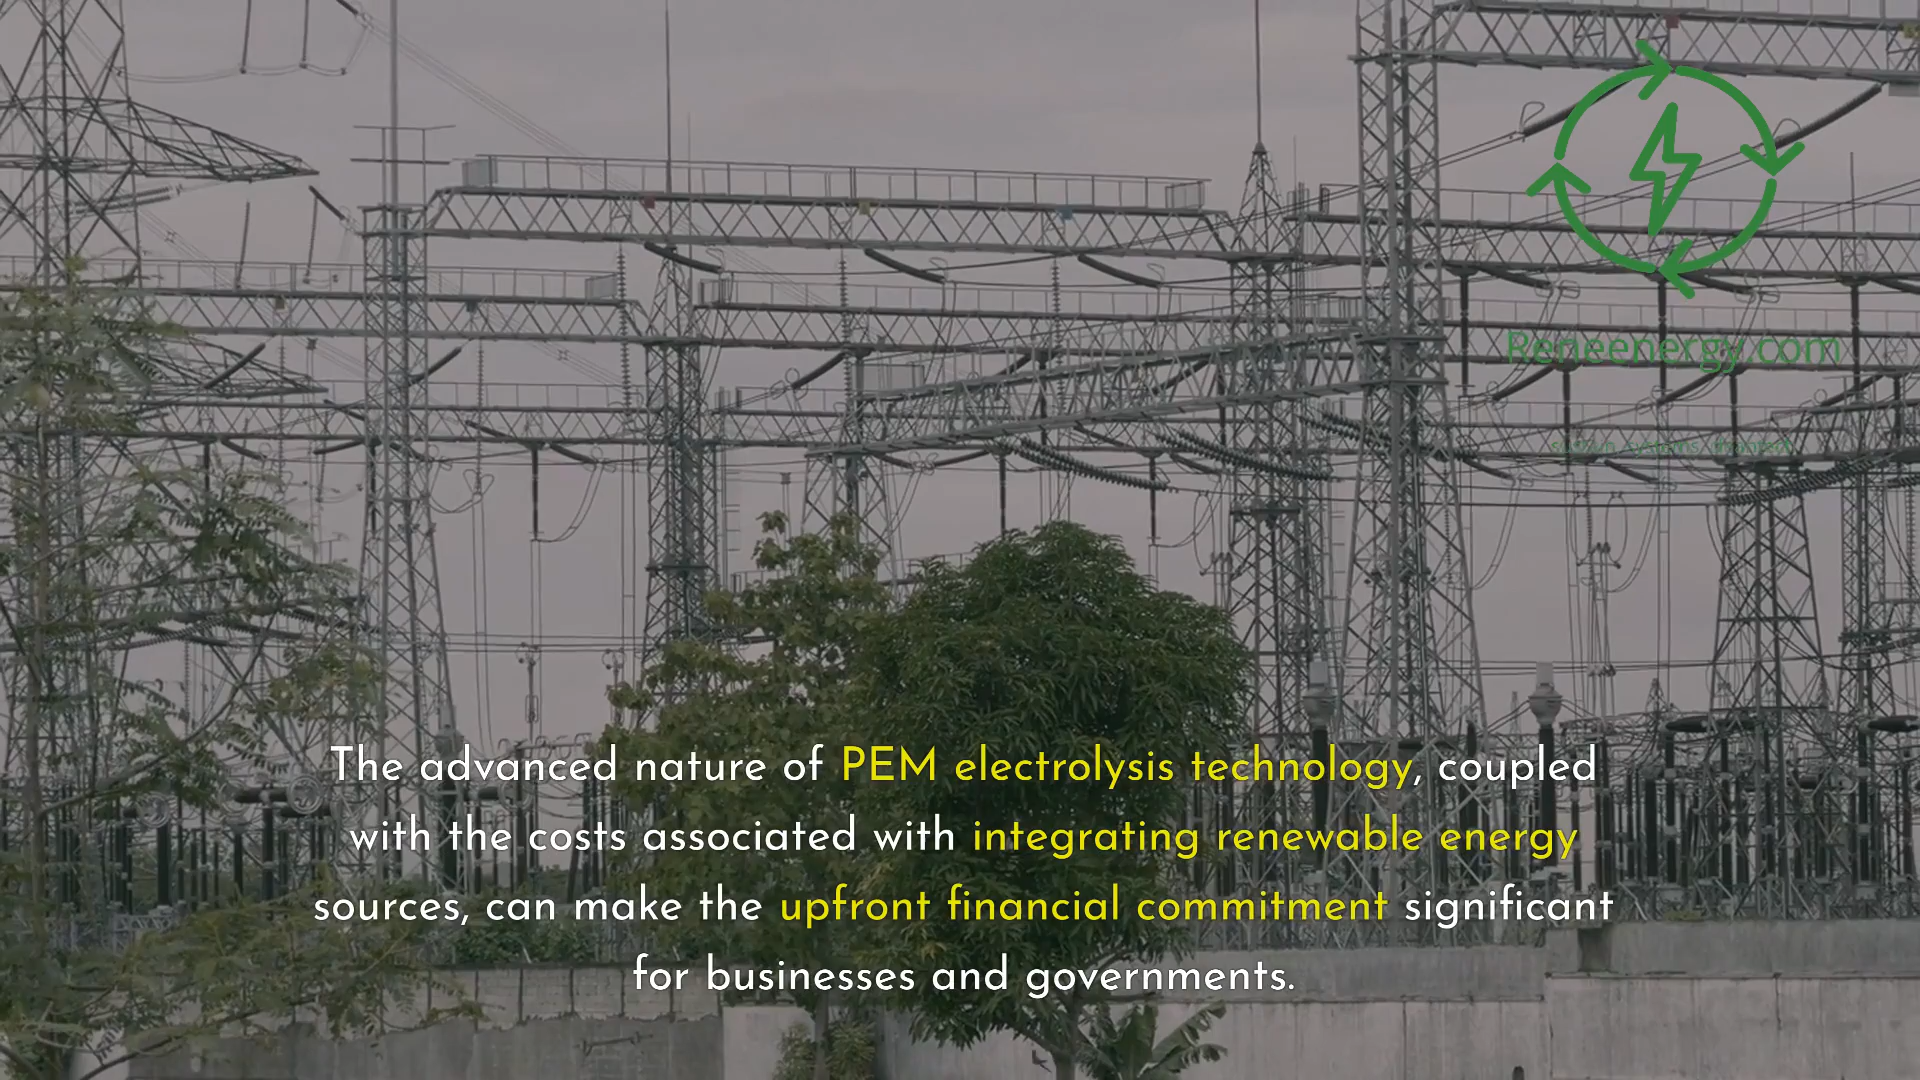 Reneenergy.com
The advanced nature of PEM electrolysis technology, coupled
with the costs associated with integrating renewable energy
sources, can make the upfront financial commitment significant
for businesses and governments.